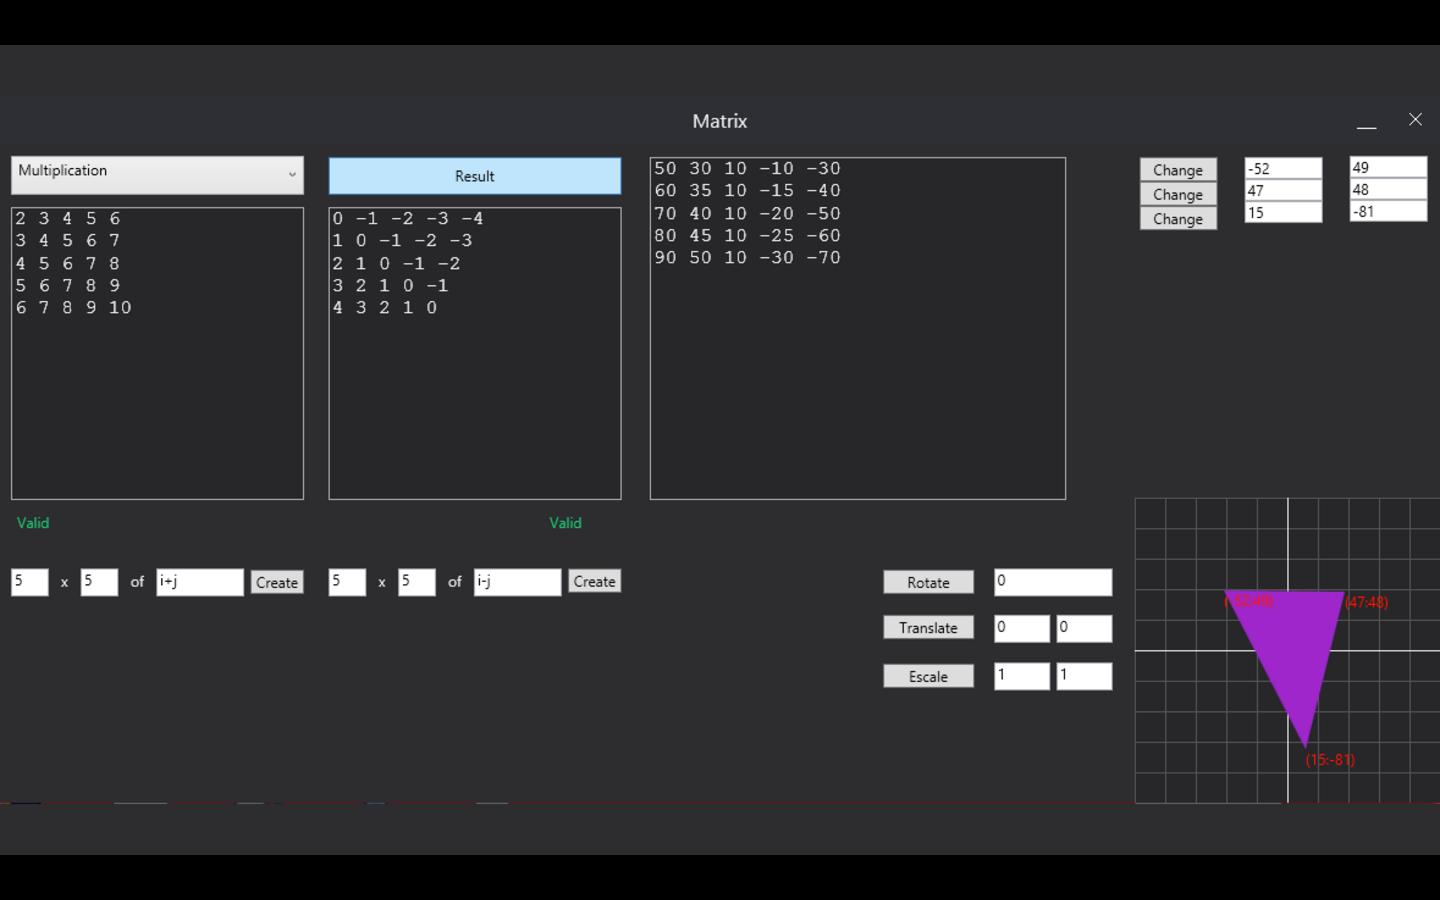 Matrix
Multiplication
Result
2 3 4 5 6
3 4 5 6 7
4 5 6 7 8
5 6 7 8 9
6 7 8 9 10
0 -1 -2 -3 -4
1 0 -1 -2 -3
2 1 0 -1 -2
3 2 1 0 -1
4 3 2 1 0
50 30 10 -10 -30
60 35 10 -15 -40
70 40 10 -20 -50
80 45 10 -25 -60
90 50 10 -30 -70
Change -52 49
Change 47 48
Change 15 -81
Valid
Valid
5 x 5 of i+j Create
5 x 5 of i-j Create
Rotate 0
Translate 0 0
Escale 1 1
(-52;49)
(47;48)
(15;-81)